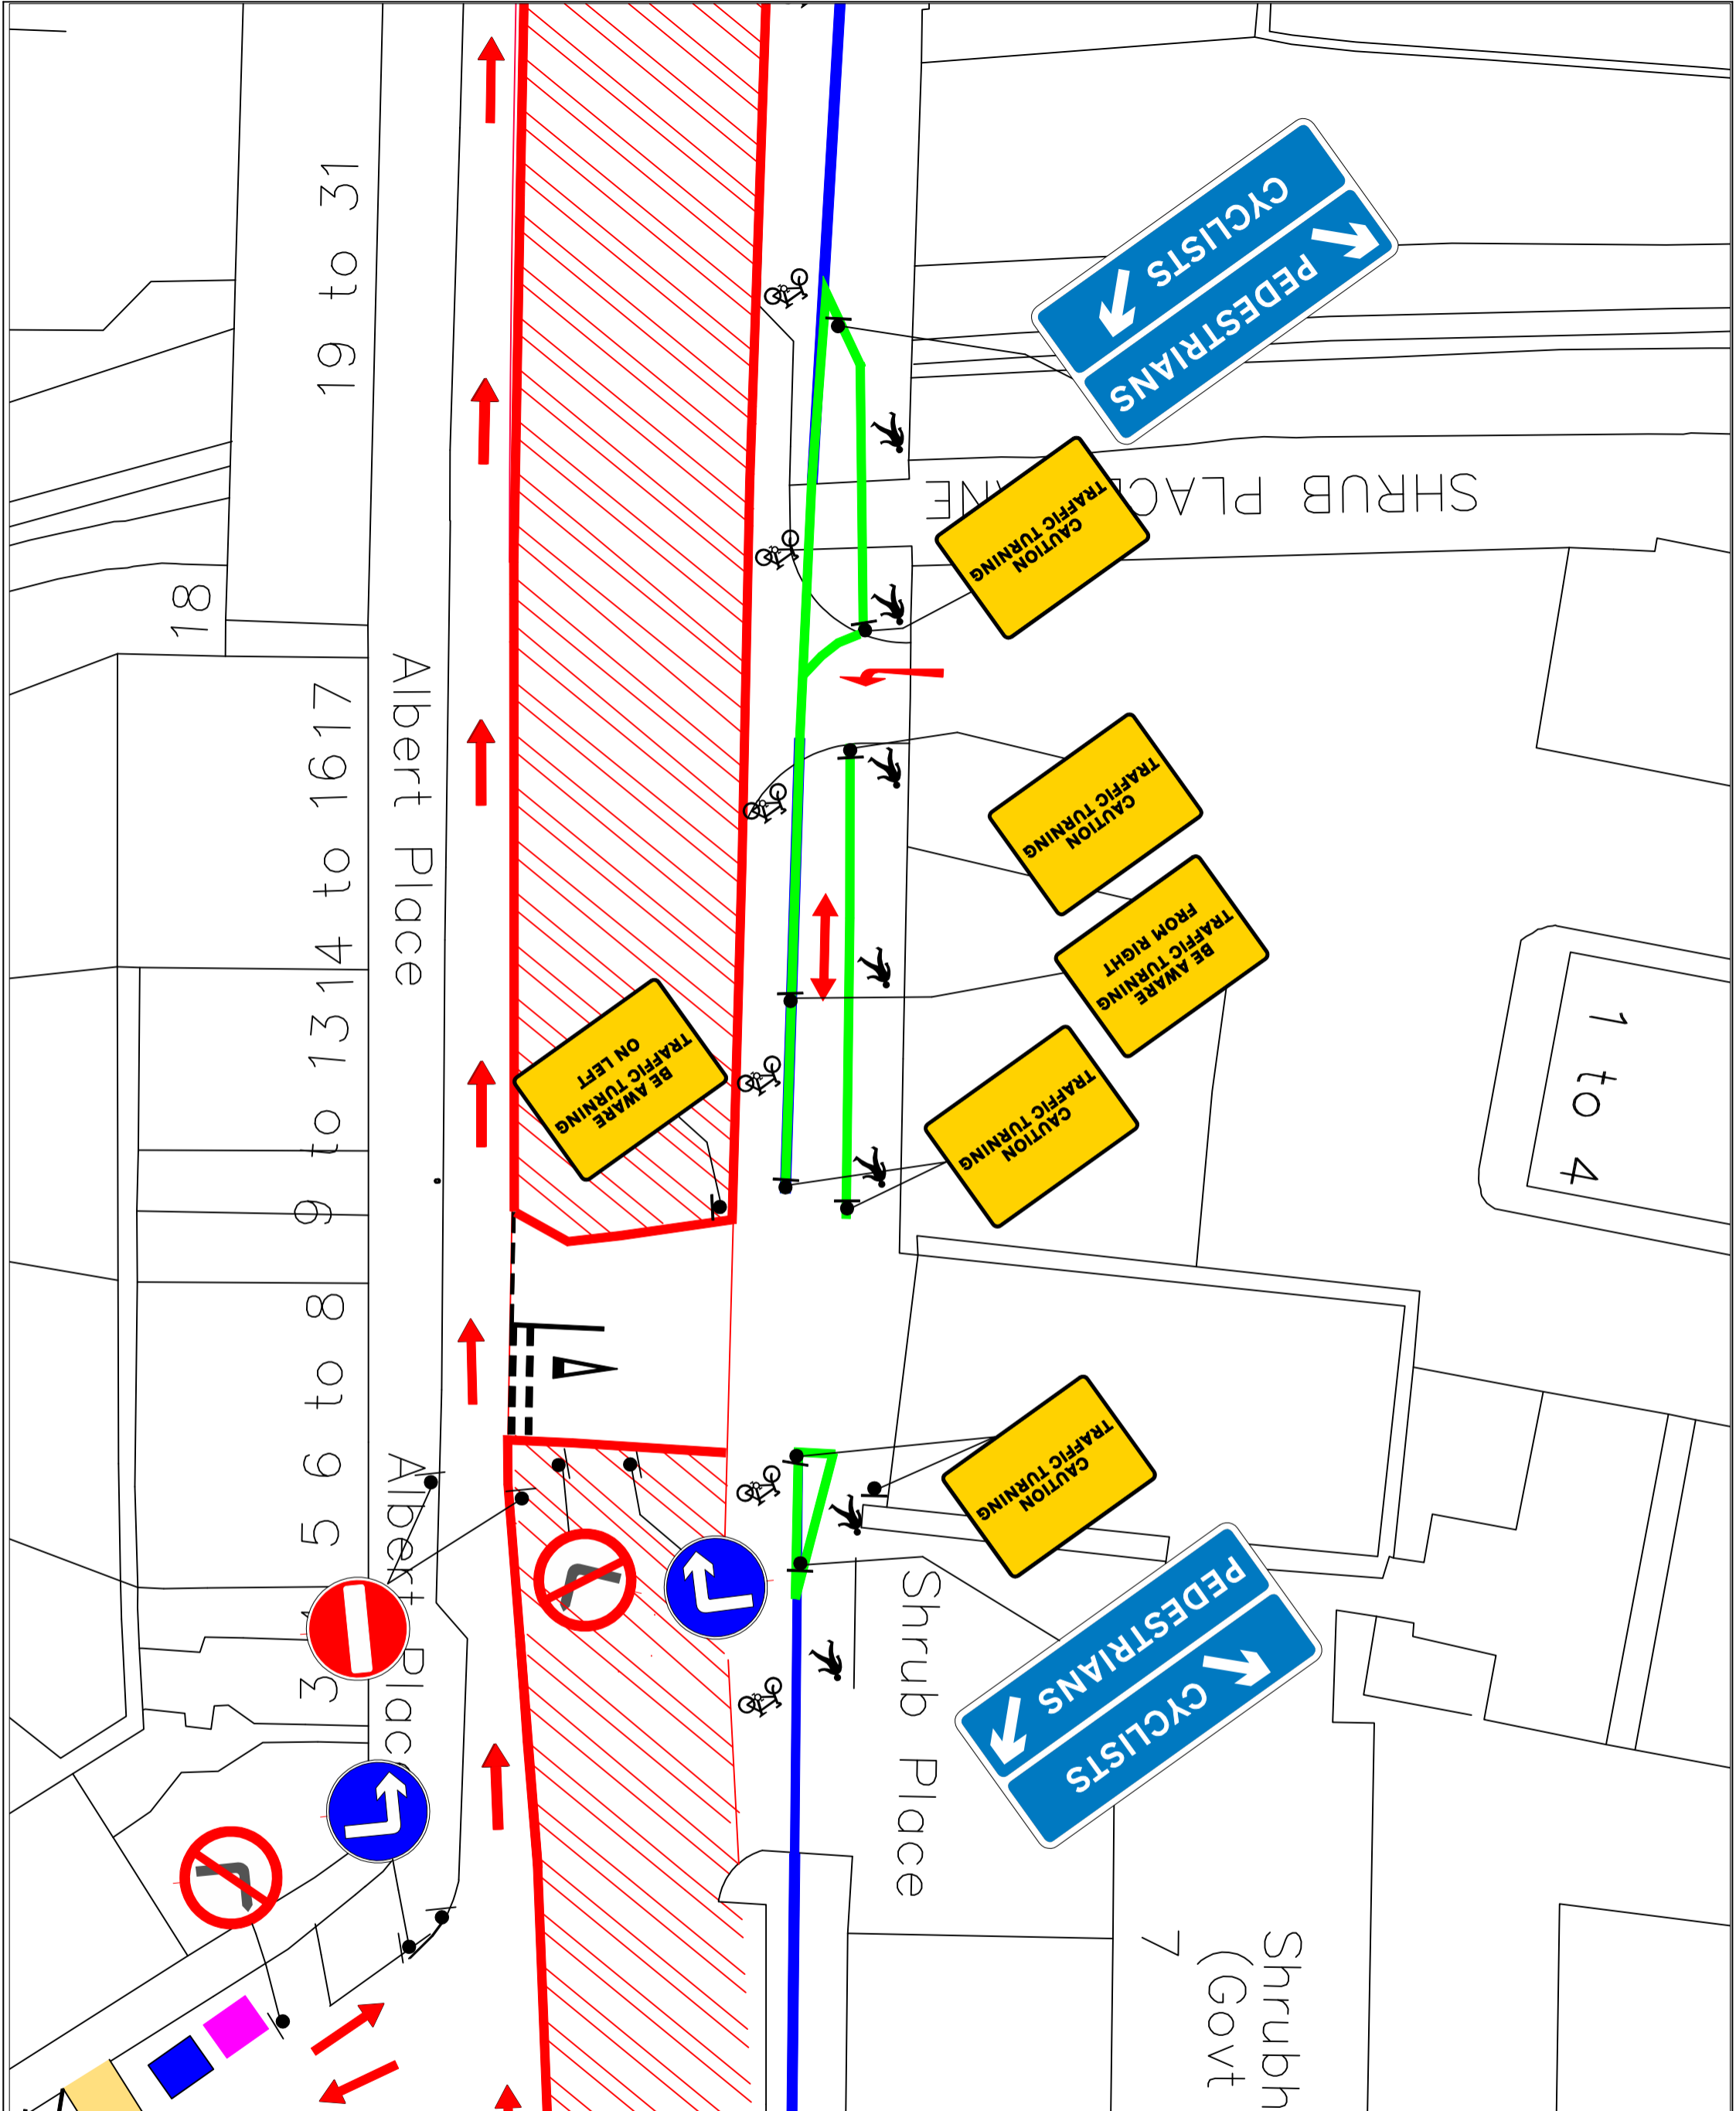 CYCLISTS
PEDESTRIANS
SHRUB PLACE LANE
CAUTION
TRAFFIC TURNING
CAUTION
TRAFFIC TURNING
BE AWARE
TRAFFIC TURNING
FROM RIGHT
BE AWARE
TRAFFIC TURNING
ON LEFT
CAUTION
TRAFFIC TURNING
CAUTION
TRAFFIC TURNING
PEDESTRIANS
CYCLISTS
19 to 31
18
Albert Place
14 to 16 17
9 to 13
5 6 to 8
Albert Place
1 to 4
Shrub Place
7
Shrubh
(Govt